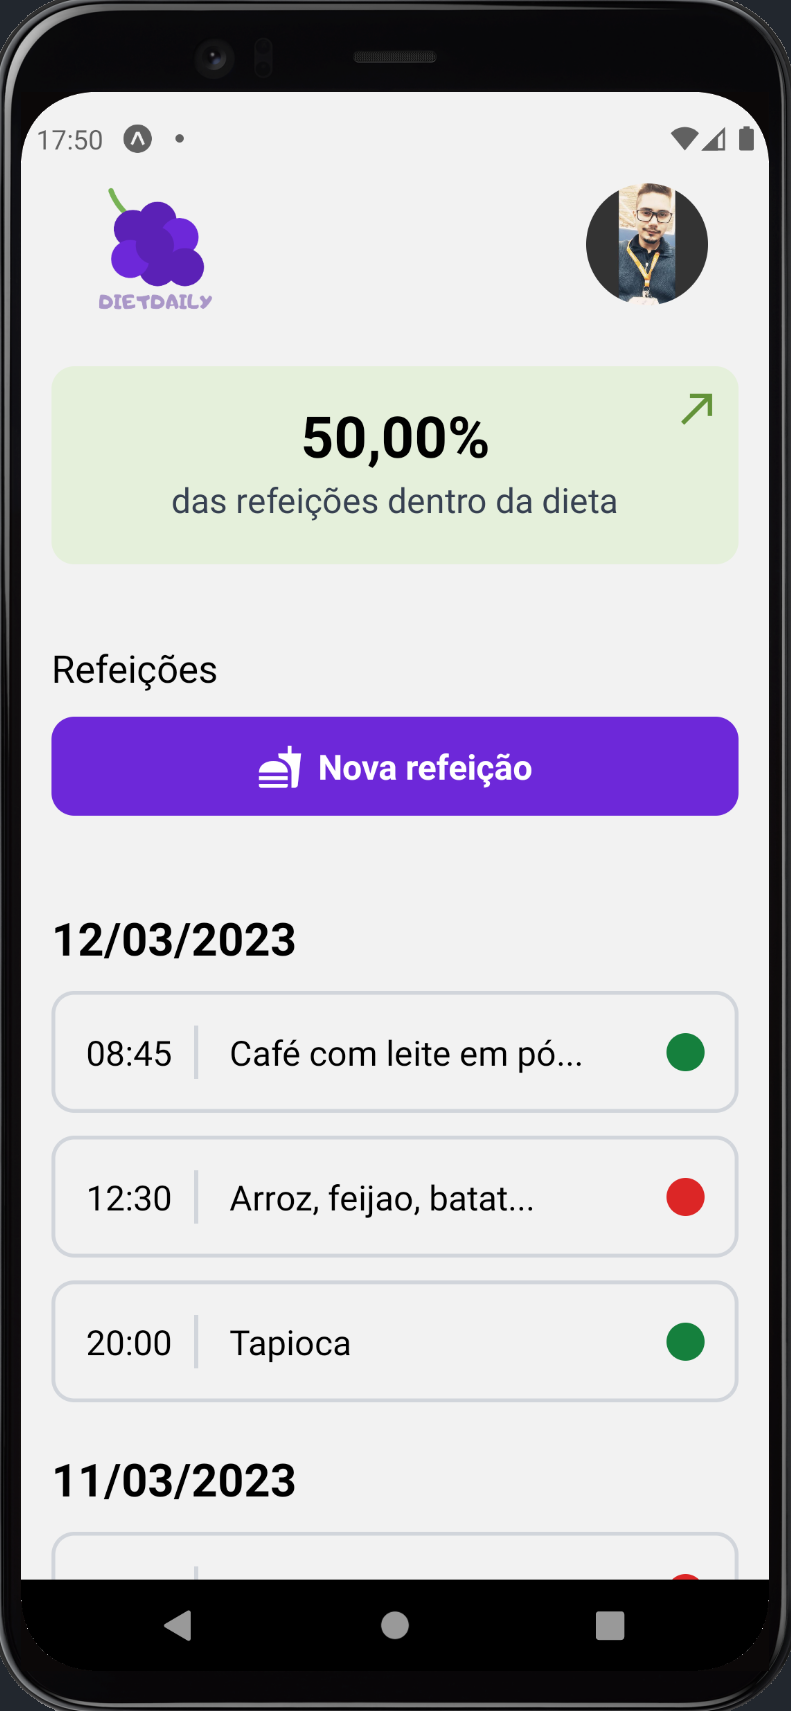 17:50
DIETDAILY
50,00%
das refeições dentro da dieta
Refeições
Nova refeição
12/03/2023
08:45 Café com leite em pó...
12:30 Arroz, feijao, batat...
20:00 Tapioca
11/03/2023